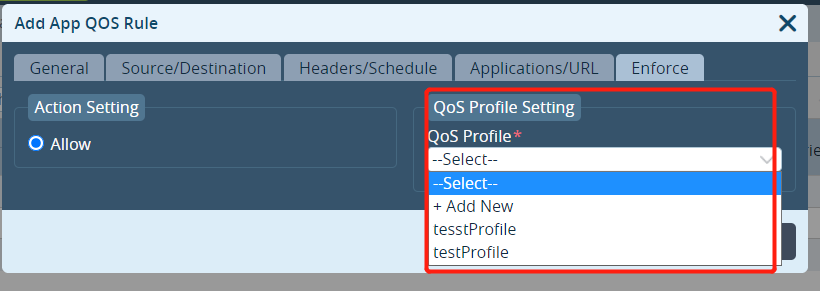 Add App QOS Rule
General
Source/Destination
Headers/Schedule
Applications/URL
Enforce
Action Setting
Allow
QoS Profile Setting
QoS Profile*
--Select--
--Select--
+ Add New
tesstProfile
testProfile